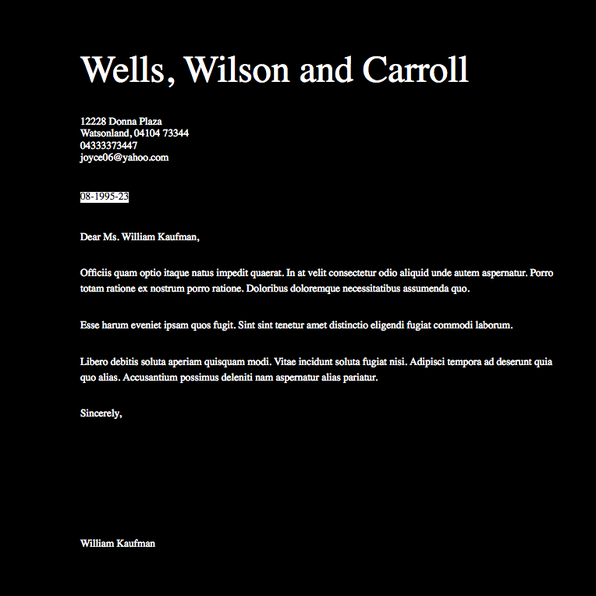 Wells, Wilson and Carroll
12228 Donna Plaza
Watsonland, 04104 73344
04333373447
joyce06@yahoo.com
08-1995-23
Dear Ms. William Kaufman,
Officiis quam optio itaque natus impedit quaerat. In at velit consectetur odio aliquid unde autem aspernatur. Porro
totam ratione ex nostrum porro ratione. Doloribus doloremque necessitatibus assumenda quo.
Esse harum eveniet ipsam quos fugit. Sint sint tenetur amet distinctio eligendi fugiat commodi laborum.
Libero debitis soluta aperiam quisquam modi. Vitae incidunt soluta fugiat nisi. Adipisci tempora ad deserunt quia
quo alias. Accusantium possimus deleniti nam aspernatur alias pariatur.
Sincerely,
William Kaufman